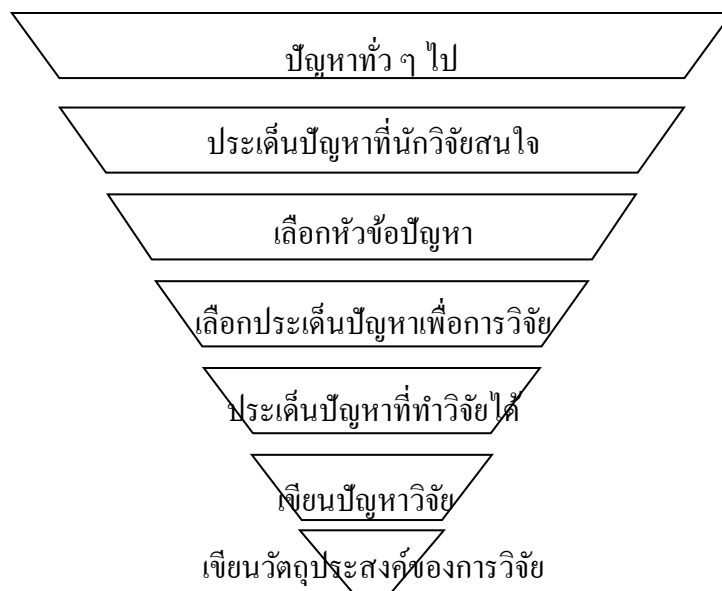 ปัญหาทั่ว ๆ ไป
ประเด็นปัญหาที่นักวิจัยสนใจ
เลือกหัวข้อปัญหา
เลือกประเด็นปัญหาเพื่อการวิจัย
ประเด็นปัญหาที่ทำวิจัยได้
เขียนปัญหาวิจัย
เขียนวัตถุประสงค์ของการวิจัย